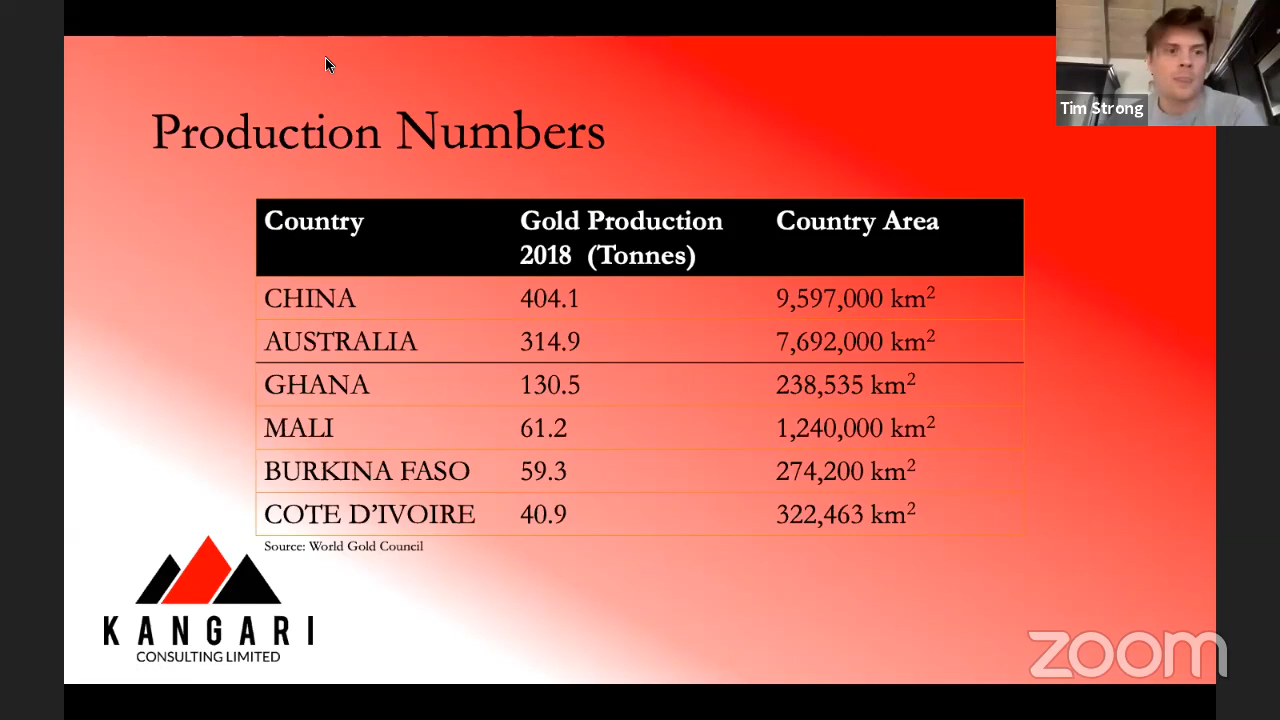 Tim Strong
Production Numbers
Country Gold Production 2018 (Tonnes) Country Area
CHINA 404.1 9,597,000 km²
AUSTRALIA 314.9 7,692,000 km²
GHANA 130.5 238,535 km²
MALI 61.2 1,240,000 km²
BURKINA FASO 59.3 274,200 km²
COTE D’IVOIRE 40.9 322,463 km²
Source: World Gold Council
KANGARI
CONSULTING LIMITED
zoom